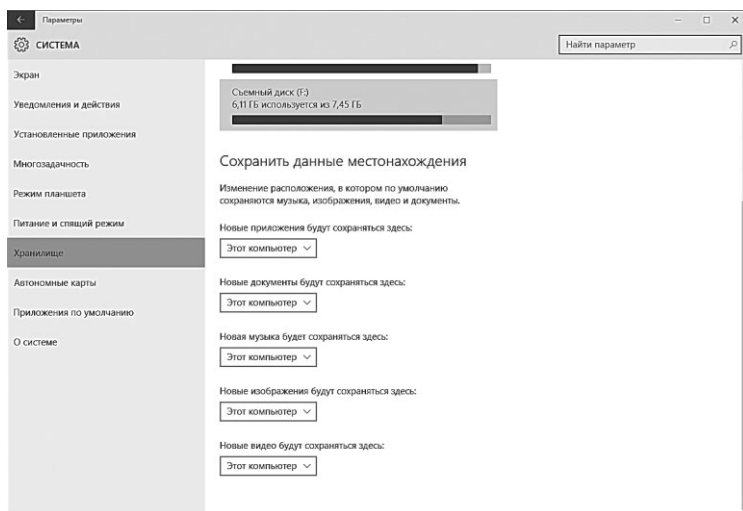 Параметры
СИСТЕМА
Найти параметр
Экран
Уведомления и действия
Установленные приложения
Многозадачность
Режим планшета
Питание и спящий режим
Хранилище
Автономные карты
Приложения по умолчанию
О системе
Съемный диск (F:)
6,11 ГБ используется из 7,45 ГБ
Сохранить данные местонахождения
Изменение расположения, в котором по умолчанию
сохраняются музыка, изображения, видео и документы.
Новые приложения будут сохраняться здесь:
Этот компьютер
Новые документы будут сохраняться здесь:
Этот компьютер
Новая музыка будет сохраняться здесь:
Этот компьютер
Новые изображения будут сохраняться здесь:
Этот компьютер
Новые видео будут сохраняться здесь:
Этот компьютер